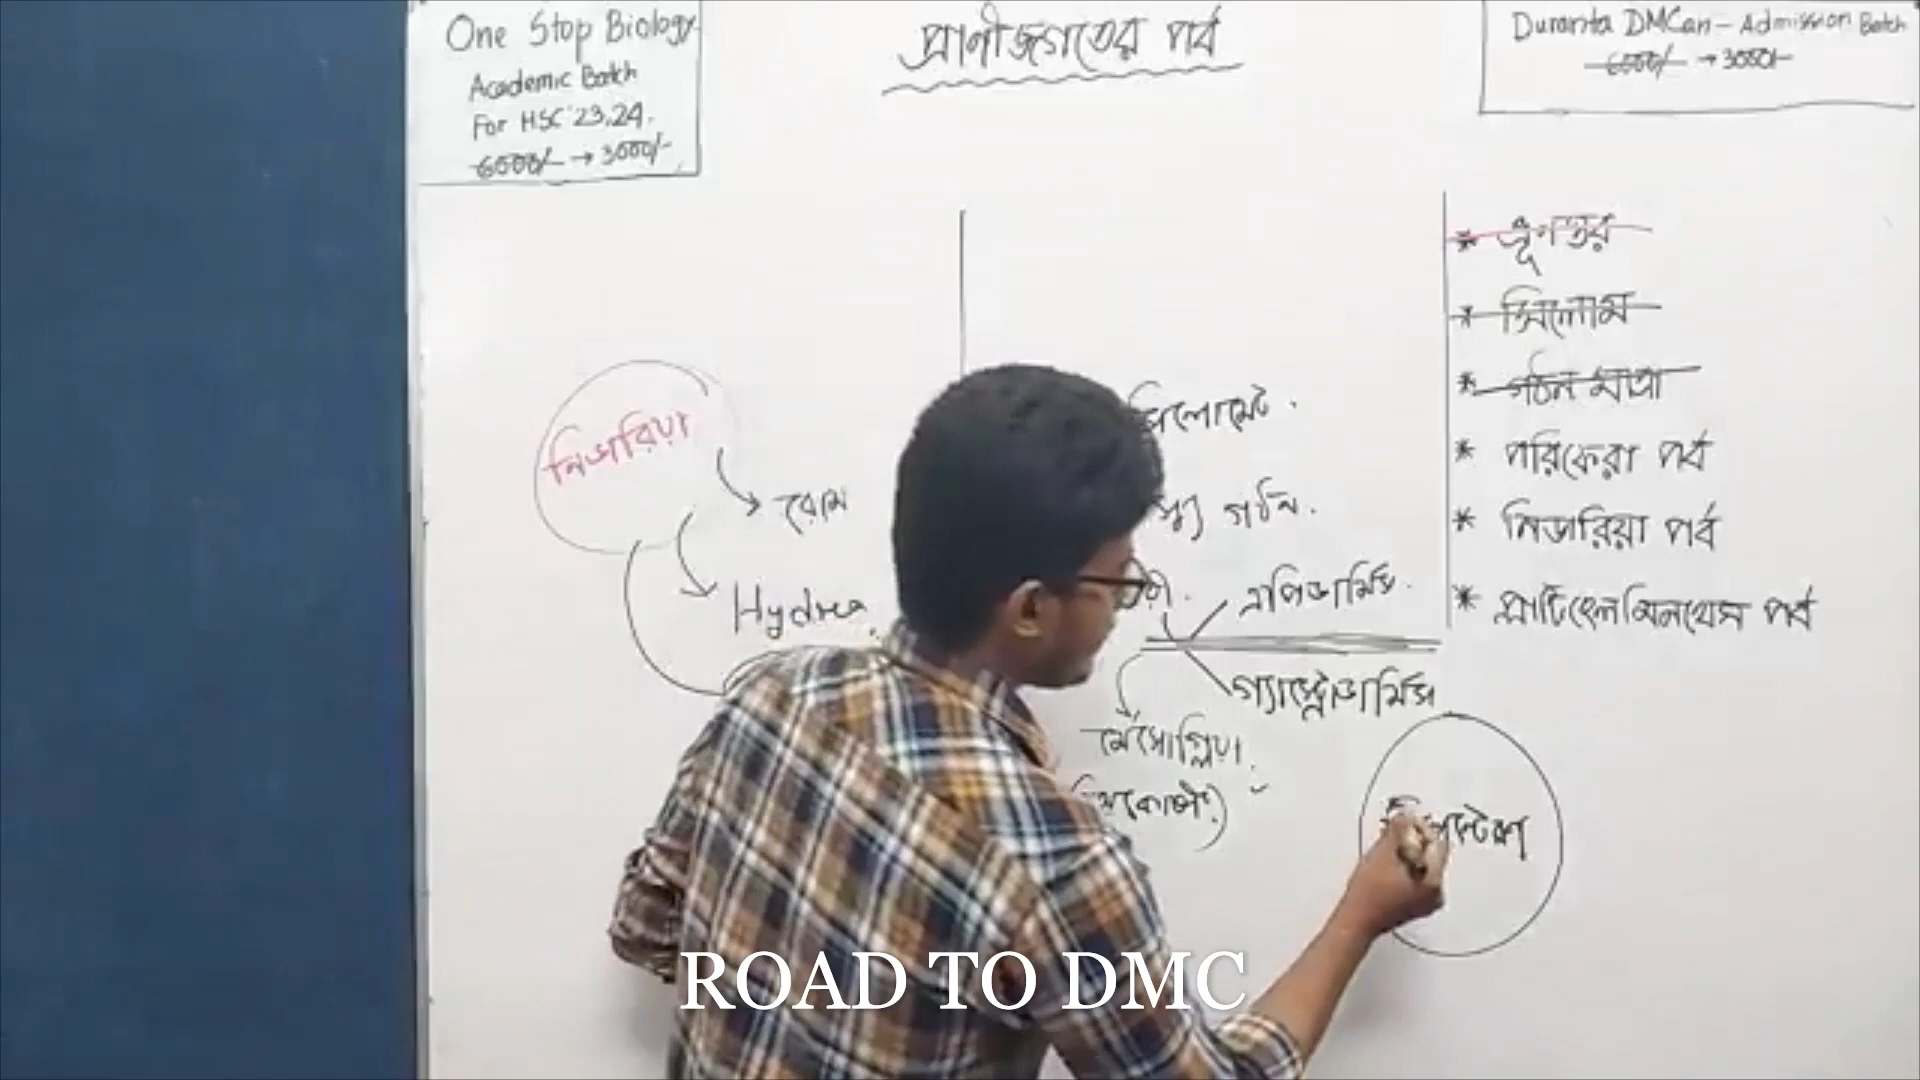 One Stop Biology
Academic Batch
For HSC '23,24.
6000/- → 3000/-
প্রাণীজগতের পর্ব
Duranta DMCan - Admission Batch
6000/- → 3000/-
* ভ্রূণস্তর
* সিলোম
* গঠন মাত্রা
* পরিফেরা পর্ব
* নিডারিয়া পর্ব
* প্লাটিহেলমিনথেস পর্ব
নিডারিয়া
Hydra
গঠন.
এপিডার্মিস.
গ্যাস্ট্রোডার্মিস
মেসোগ্লিয়া.
ROAD TO DMC